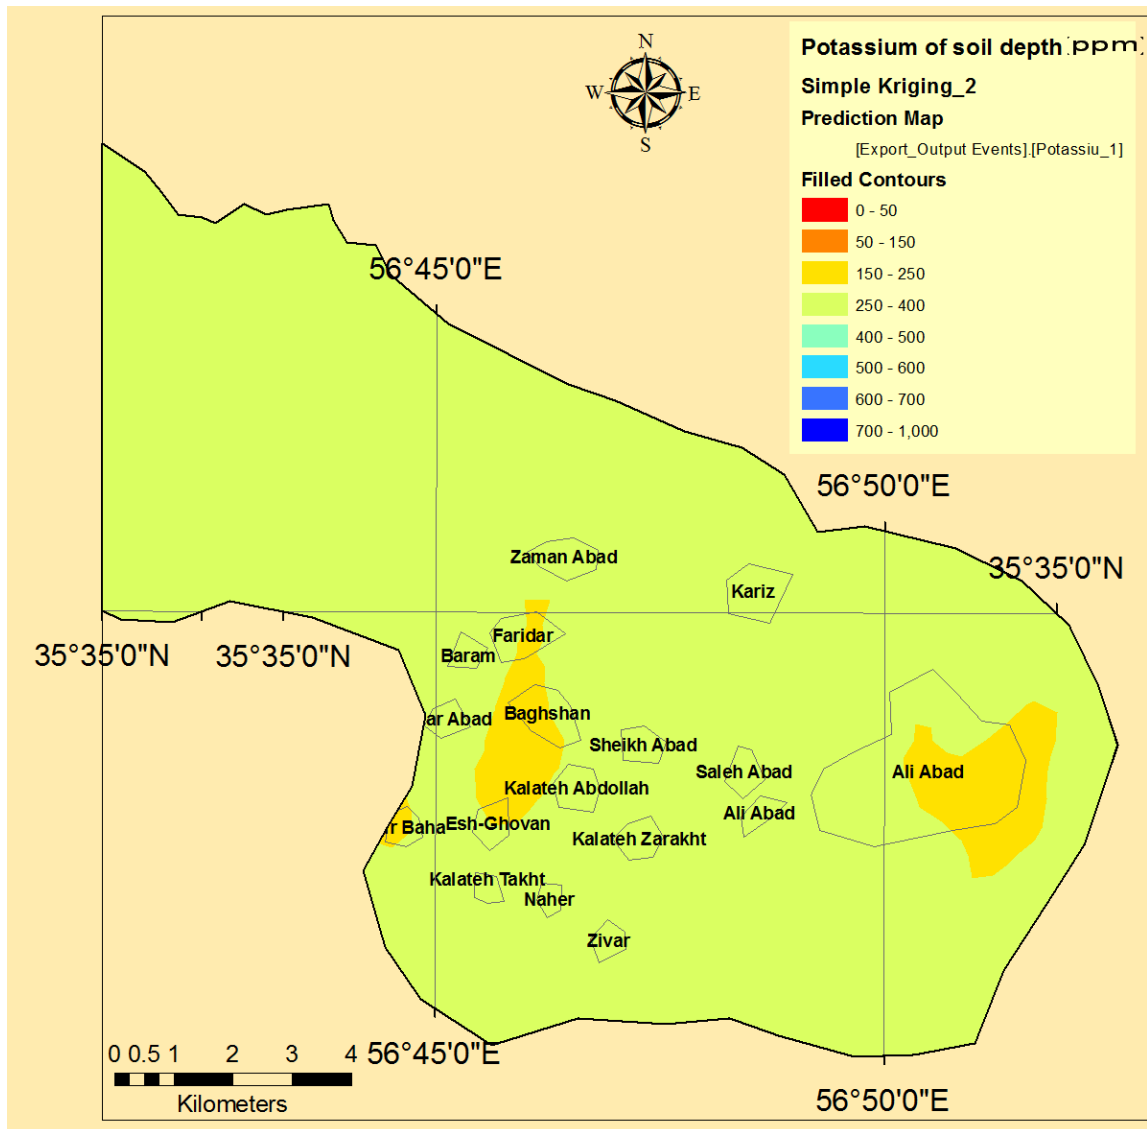 Potassium of soil depth [ppm]
Simple Kriging_2
Prediction Map
[Export_Output Events].[Potassiu_1]
Filled Contours
0 - 50
50 - 150
150 - 250
250 - 400
400 - 500
500 - 600
600 - 700
700 - 1,000
N
W E
S
56°45'0"E
56°50'0"E
35°35'0"N
Zaman Abad
Kariz
Faridar
Baram
35°35'0"N 35°35'0"N
Baghshan
ar Abad
Sheikh Abad
Saleh Abad
Ali Abad
Kalateh Abdollah
Ali Abad
r Baha
Esh-Ghovan
Kalateh Zarakht
Kalateh Takht
Naher
Zivar
0 0.5 1 2 3 4
Kilometers
56°45'0"E
56°50'0"E